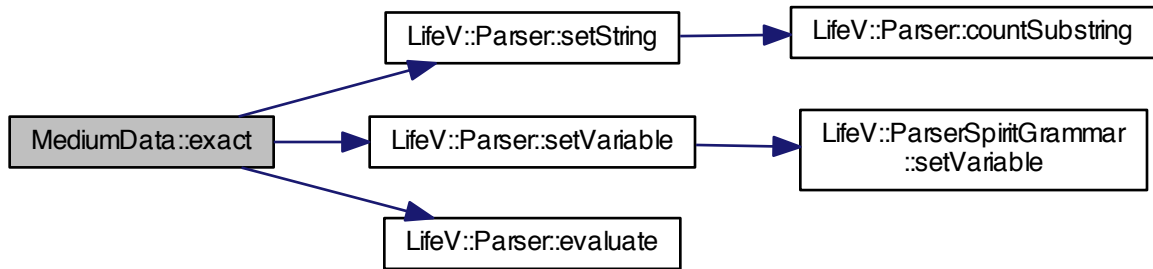 LifeV::Parser::setString
LifeV::Parser::countSubstring
MediumData::exact
LifeV::Parser::setVariable
LifeV::ParserSpiritGrammar
::setVariable
LifeV::Parser::evaluate